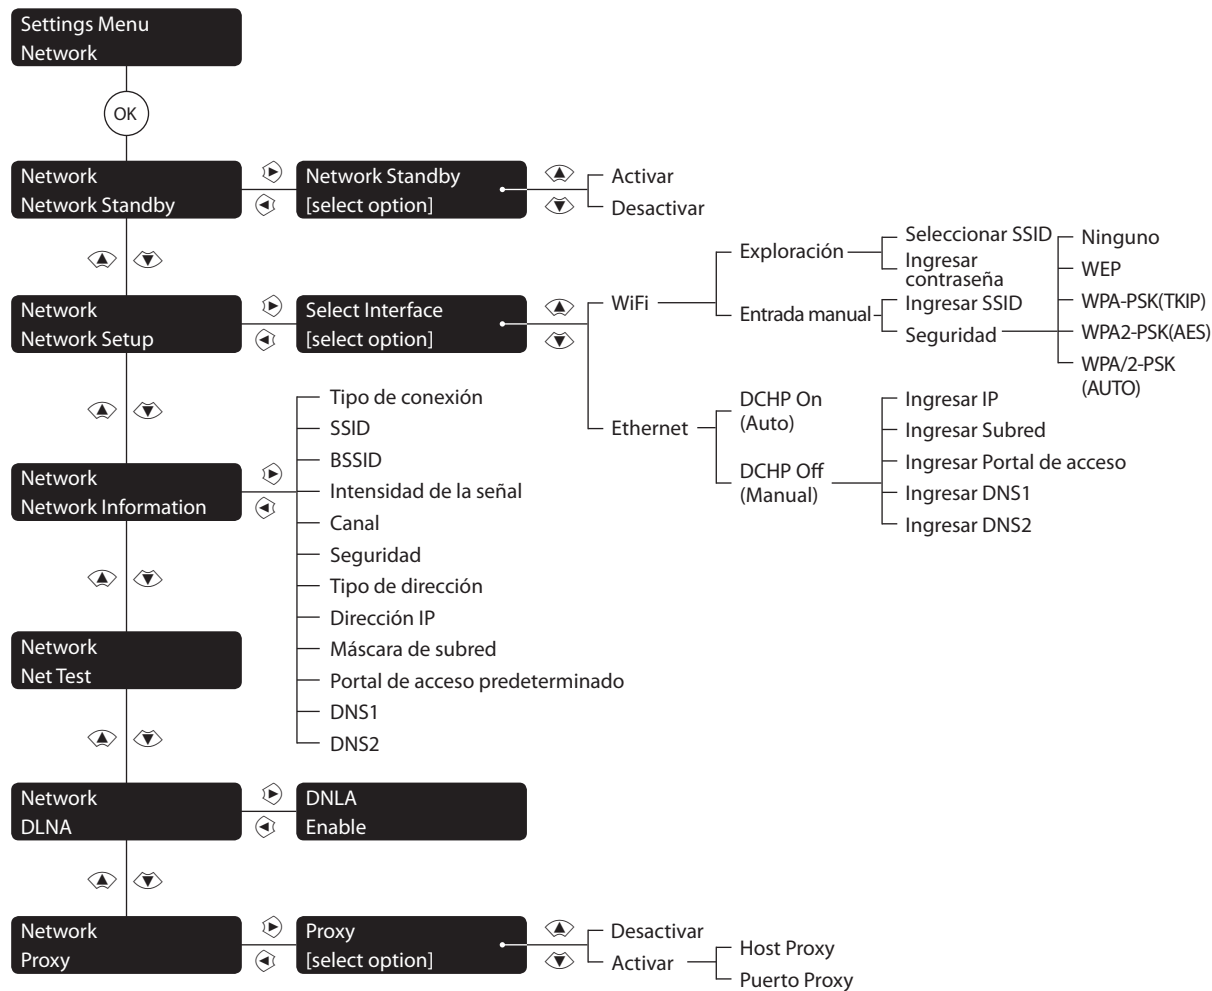 Settings Menu
Network
OK
Network
Network Standby
Network Standby
[select option]
Activar
Desactivar
Network
Network Setup
Select Interface
[select option]
WiFi
Exploración
Seleccionar SSID
Ingresar
contraseña
Entrada manual
Ingresar SSID
Seguridad
Ninguno
WEP
WPA-PSK(TKIP)
WPA2-PSK(AES)
WPA/2-PSK
(AUTO)
Ethernet
DCHP On
(Auto)
DCHP Off
(Manual)
Ingresar IP
Ingresar Subred
Ingresar Portal de acceso
Ingresar DNS1
Ingresar DNS2
Network
Network Information
Tipo de conexión
SSID
BSSID
Intensidad de la señal
Canal
Seguridad
Tipo de dirección
Dirección IP
Máscara de subred
Portal de acceso predeterminado
DNS1
DNS2
Network
Net Test
Network
DLNA
DNLA
Enable
Network
Proxy
Proxy
[select option]
Desactivar
Activar
Host Proxy
Puerto Proxy